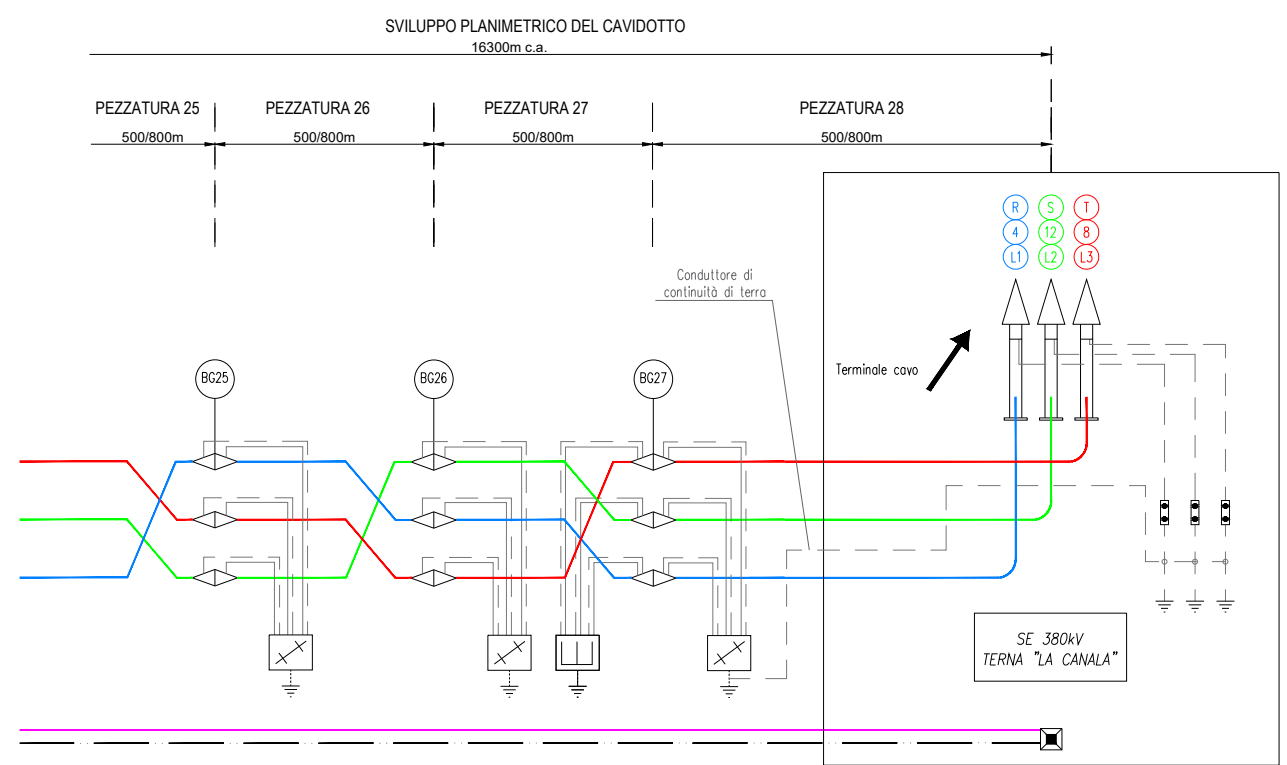 SVILUPPO PLANIMETRICO DEL CAVIDOTTO
16300m c.a.
PEZZATURA 25
PEZZATURA 26
PEZZATURA 27
PEZZATURA 28
500/800m
500/800m
500/800m
500/800m
R
S
T
4
12
8
L1
L2
L3
Conduttore di
continuità di terra
Terminale cavo
BG25
BG26
BG27
SE 380kV
TERNA "LA CANALA"